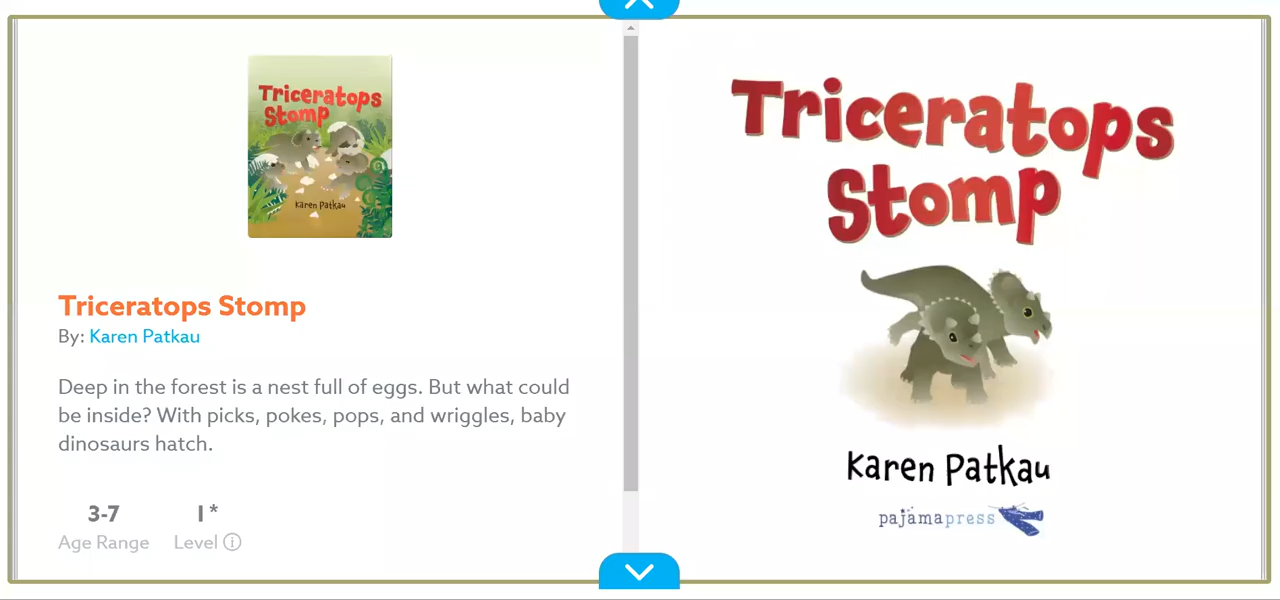 Triceratops
Stomp
Karen Patkau
Triceratops Stomp
By: Karen Patkau
Deep in the forest is a nest full of eggs. But what could
be inside? With picks, pokes, pops, and wriggles, baby
dinosaurs hatch.
3-7
Age Range
I*
Level
Triceratops
Stomp
Karen Patkau
pajamapress